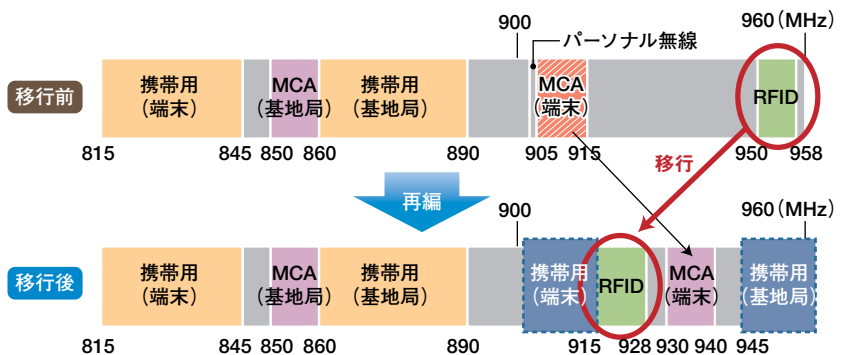 900
パーソナル無線
960(MHz)
移行前
携帯用
(端末)
MCA
(基地局)
携帯用
(基地局)
MCA
(端末)
RFID
815
845
850
860
890
905
915
950
958
移行
再編
900
960(MHz)
移行後
携帯用
(端末)
MCA
(基地局)
携帯用
(基地局)
携帯用
(端末)
RFID
MCA
(端末)
携帯用
(基地局)
815
845
850
860
890
915
928
930
940
945